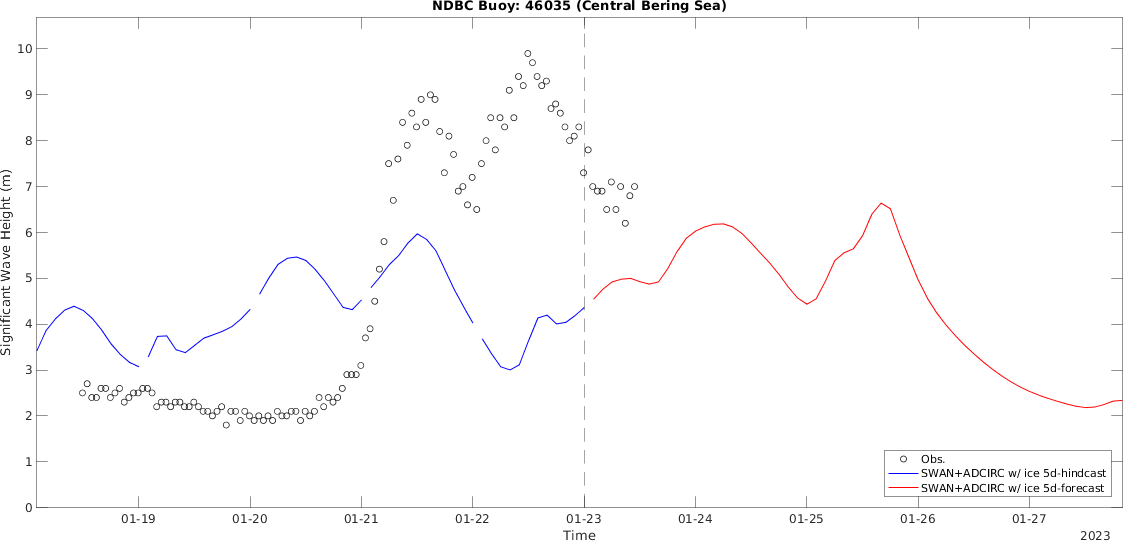 NDBC Buoy: 46035 (Central Bering Sea)
Significant Wave Height (m)
10
9
8
7
6
5
4
3
2
1
0
Obs.
SWAN+ADCIRC w/ ice 5d-hindcast
SWAN+ADCIRC w/ ice 5d-forecast
01-19 01-20 01-21 01-22 01-23 01-24 01-25 01-26 01-27
Time
2023